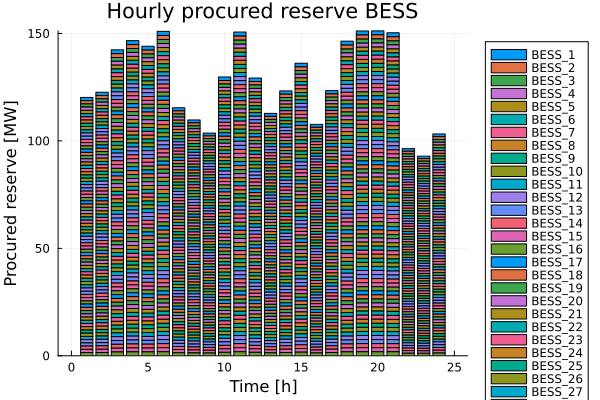 Hourly procured reserve BESS
Procured reserve [MW]
150
100
50
0
0
5
10
15
20
25
Time [h]
BESS_1
BESS_2
BESS_3
BESS_4
BESS_5
BESS_6
BESS_7
BESS_8
BESS_9
BESS_10
BESS_11
BESS_12
BESS_13
BESS_14
BESS_15
BESS_16
BESS_17
BESS_18
BESS_19
BESS_20
BESS_21
BESS_22
BESS_23
BESS_24
BESS_25
BESS_26
BESS_27